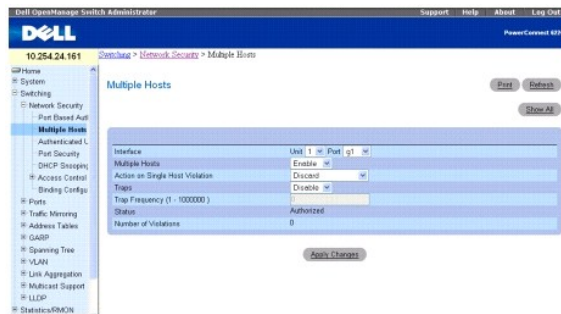 Dell OpenManage Switch Administrator
Support Help About Log Out
DELL
PowerConnect
10.254.24.161
Switching > Network Security > Multiple Hosts
Home
System
Switching
Network Security
Port Based Aut
Multiple Hosts
Authenticated U
Port Security
DHCP Snooping
Access Control
Binding Configu
Ports
Traffic Mirroring
Address Tables
GARP
Spanning Tree
VLAN
Link Aggregation
Multicast Support
LLDP
Statistics/RMON
Multiple Hosts
Print Refresh
Show All
Interface Unit 1 Port g1
Multiple Hosts Enable
Action on Single Host Violation Discard
Traps Disable
Trap Frequency (1 - 1000000 )
Status Authorized
Number of Violations 0
Apply Changes